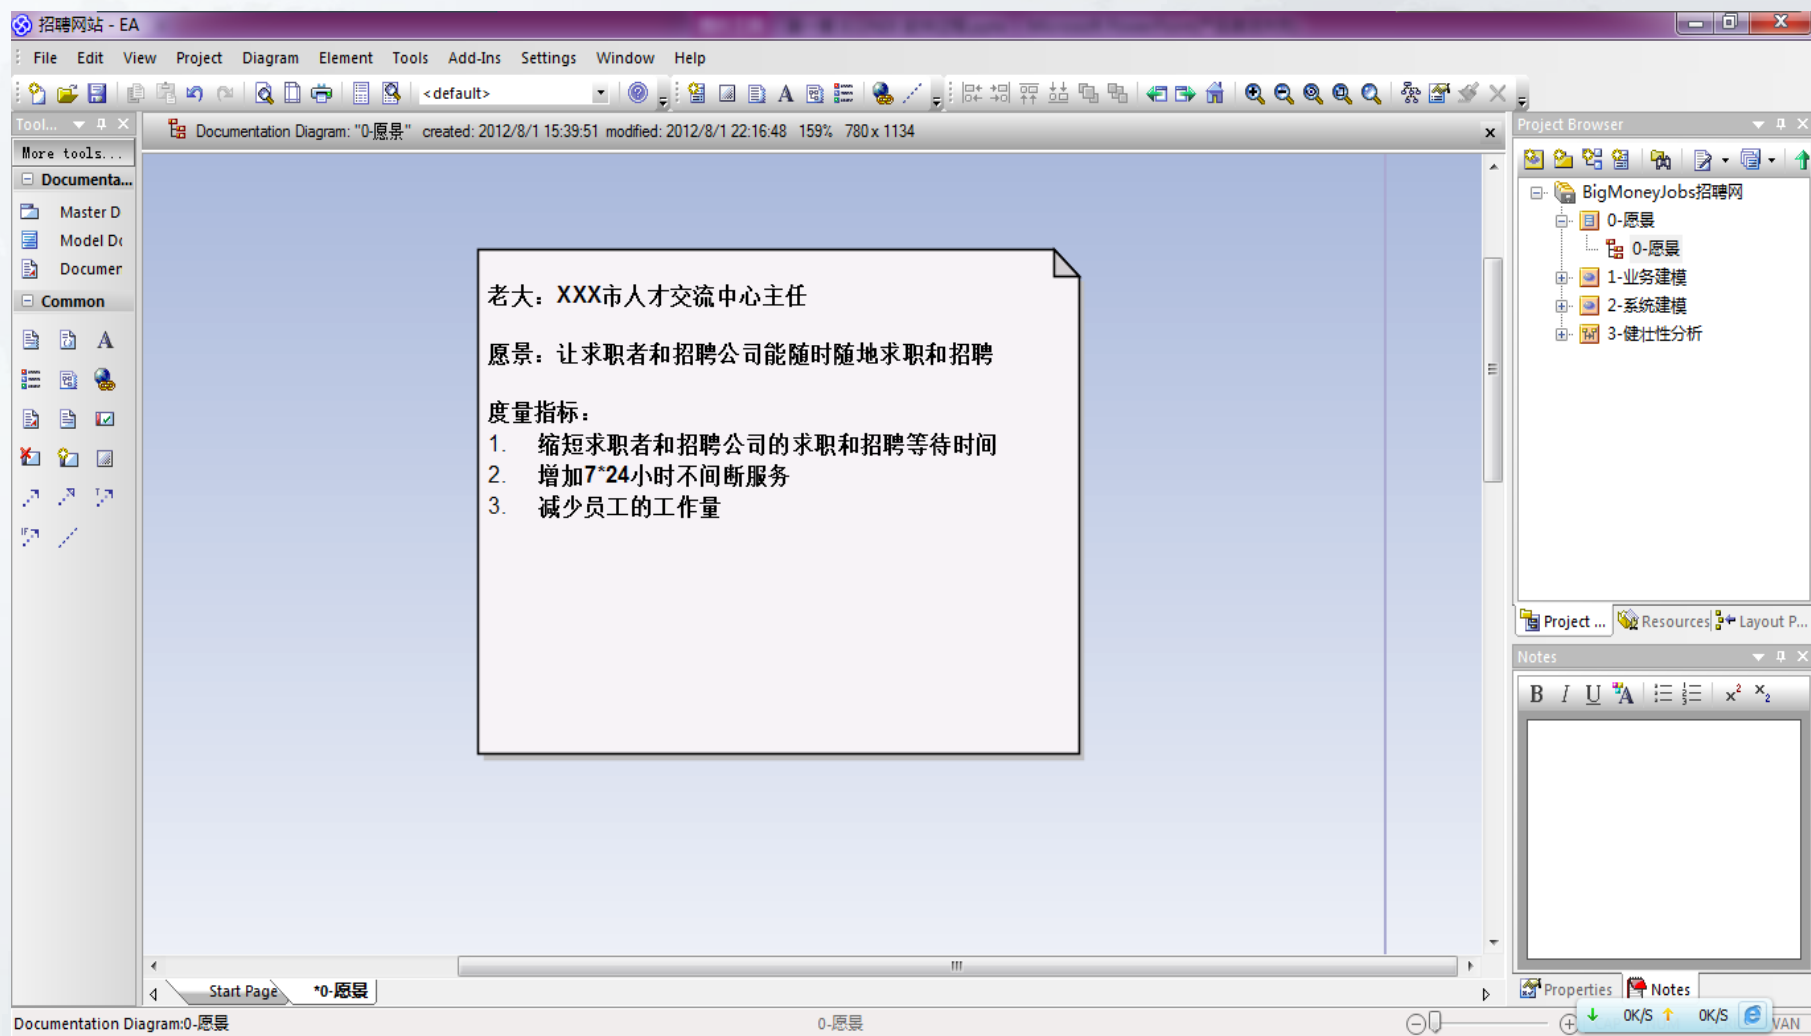 招聘网站 - EA
File Edit View Project Diagram Element Tools Add-Ins Settings Window Help
<default>
Tool...
Documentation Diagram: "0-愿景" created: 2012/8/1 15:39:51 modified: 2012/8/1 22:16:48 159% 780 x 1134
Project Browser
More tools...
Documenta...
Master D
Model Do
Documen
Common
老大：XXX市人才交流中心主任
愿景：让求职者和招聘公司能随时随地求职和招聘
度量指标：
1. 缩短求职者和招聘公司的求职和招聘等待时间
2. 增加7*24小时不间断服务
3. 减少员工的工作量
BigMoneyJobs招聘网
0-愿景
0-愿景
1-业务建模
2-系统建模
3-健壮性分析
Project ... Resources Layout P...
Notes
B I U A x² x₂
Start Page *0-愿景
Properties Notes
Documentation Diagram:0-愿景
0-愿景
0K/S 0K/S
VAN